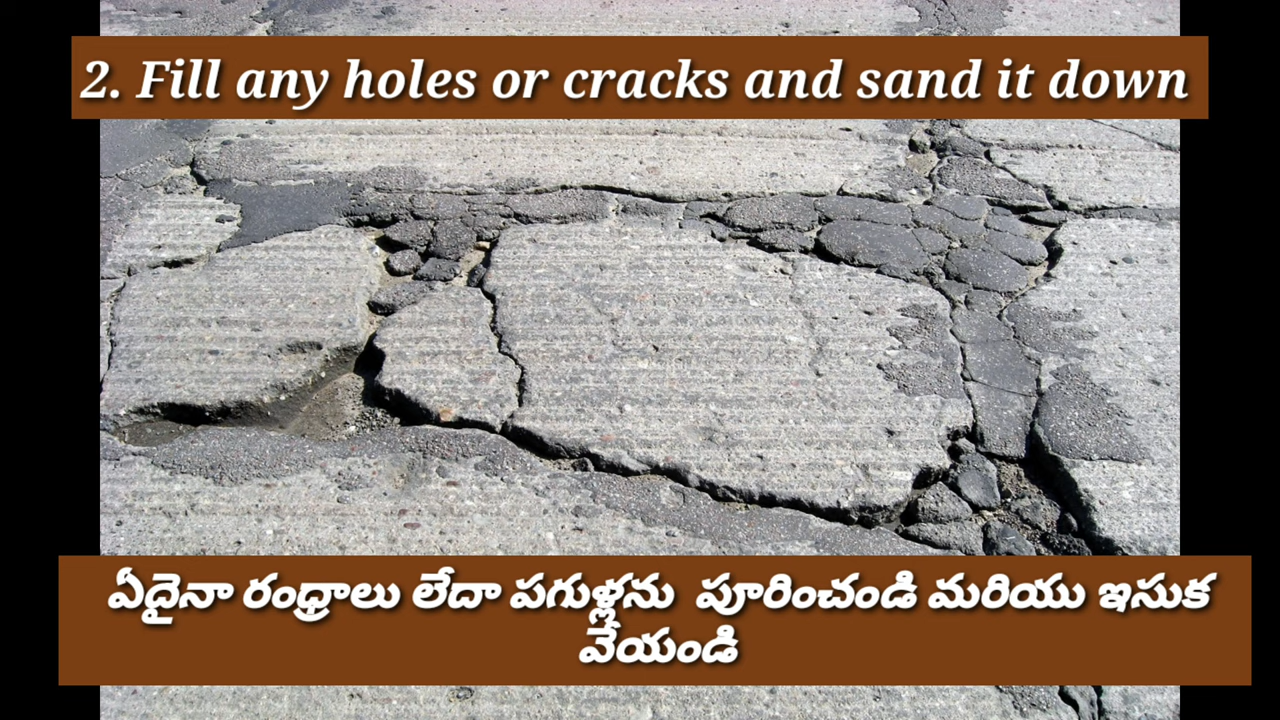 2. Fill any holes or cracks and sand it down
ఏదైనా రంధ్రాలు లేదా పగుళ్లను పూరించండి మరియు ఇసుక
వేయండి